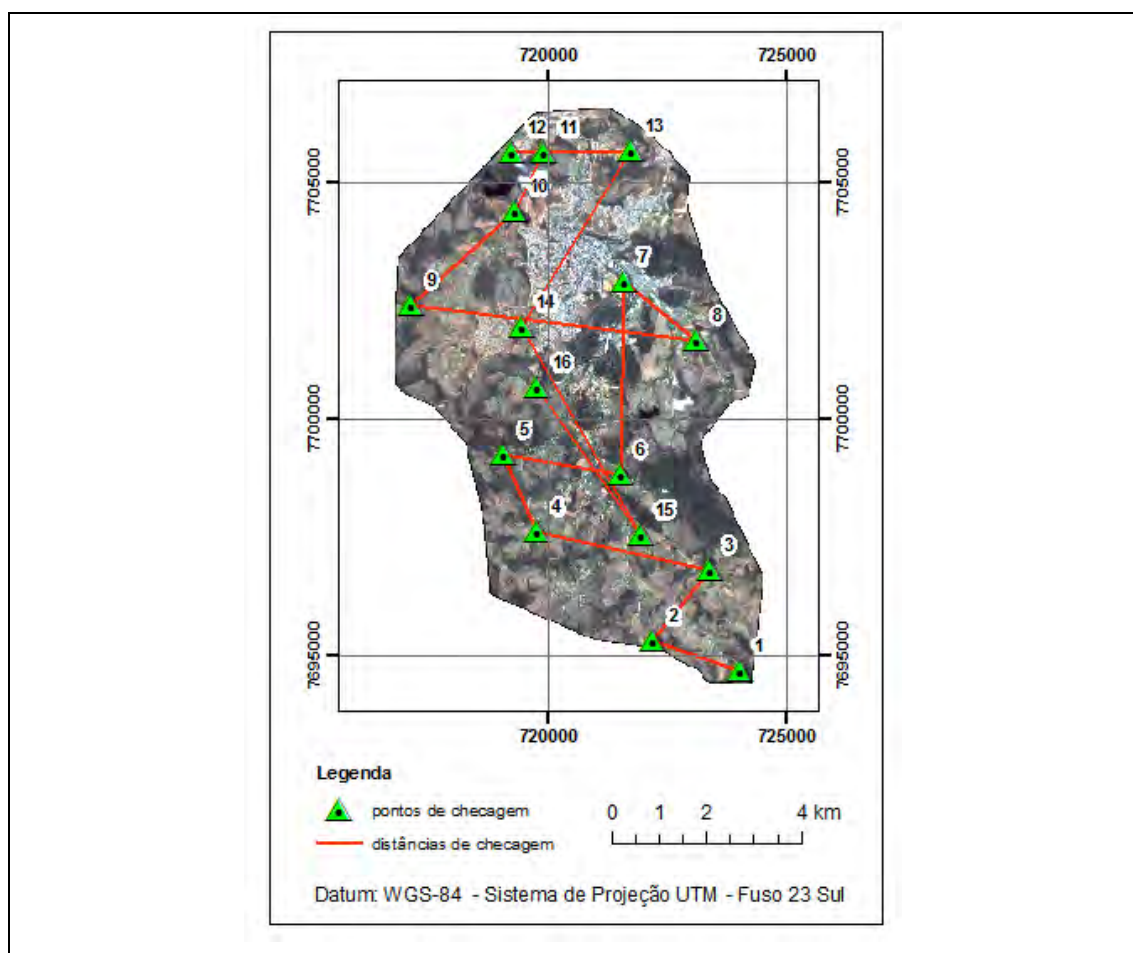 720000 725000
12 11 13
7705000 7705000
10
7
9
14
8
16
7700000 7700000
5
6
4 15
3
2
1
7695000 7695000
720000 725000
Legenda
pontos de checagem
0 1 2 4 km
distâncias de checagem
Datum: WGS-84 - Sistema de Projeção UTM - Fuso 23 Sul